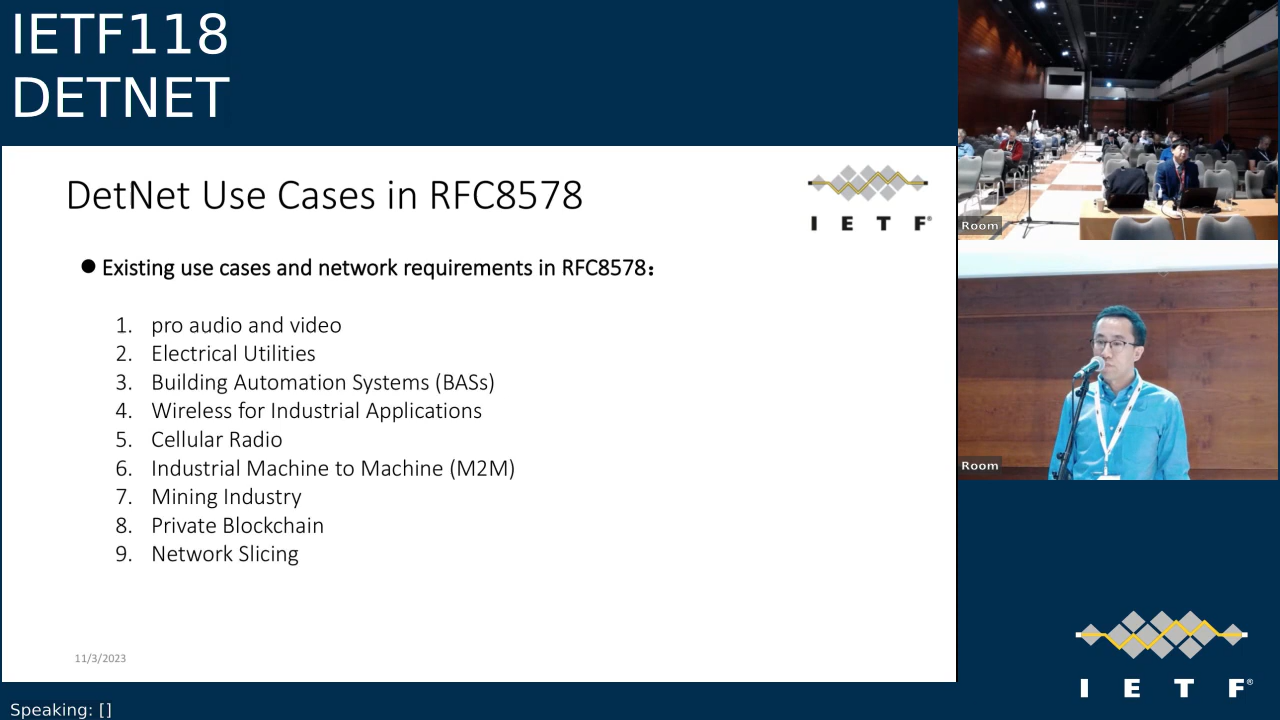 IETF118
DETNET
DetNet Use Cases in RFC8578
I E T F®
● Existing use cases and network requirements in RFC8578：
1. pro audio and video
2. Electrical Utilities
3. Building Automation Systems (BASs)
4. Wireless for Industrial Applications
5. Cellular Radio
6. Industrial Machine to Machine (M2M)
7. Mining Industry
8. Private Blockchain
9. Network Slicing
11/3/2023
Room
Room
I E T F®
Speaking: []